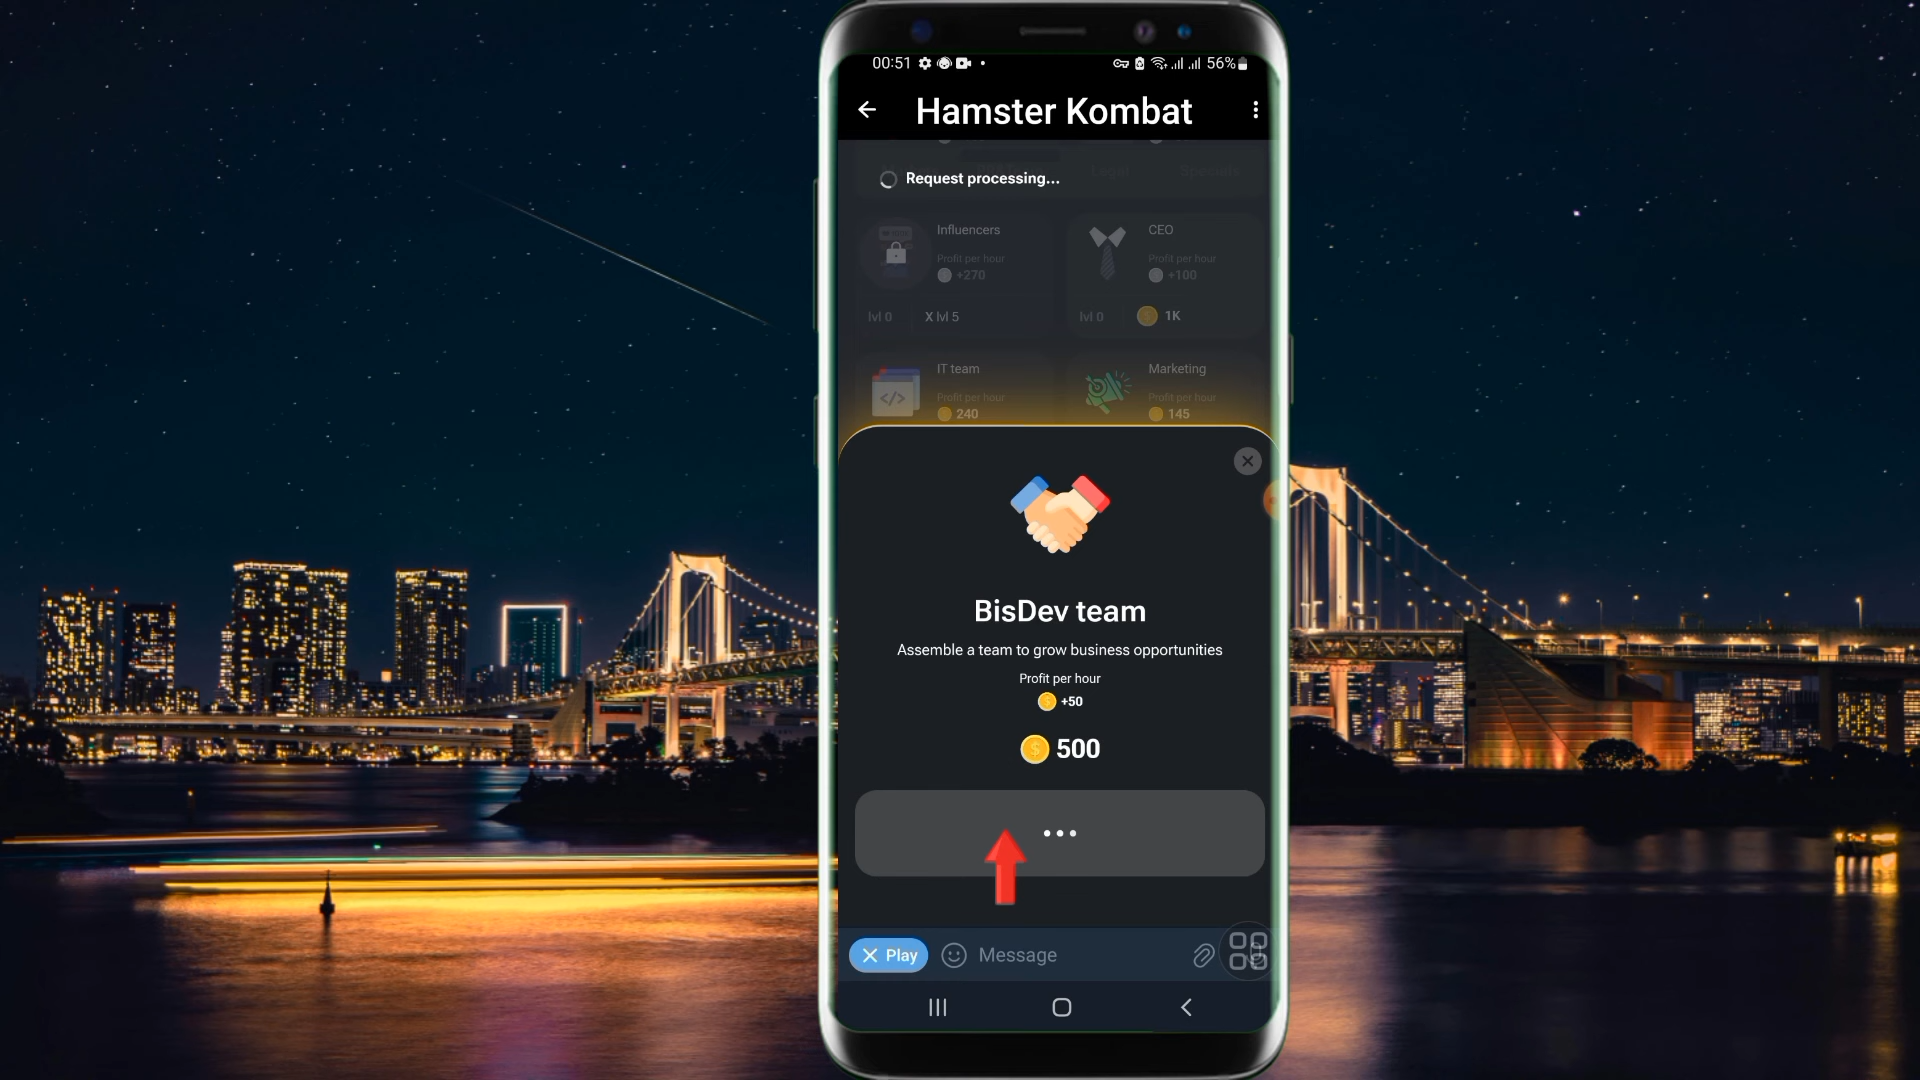 00:51
56%
Hamster Kombat
Legal Specials
Request processing...
Influencers
Profit per hour
+270
lvl 0 X lvl 5
CEO
Profit per hour
+100
lvl 0 1K
IT team
Profit per hour
240
Marketing
Profit per hour
145
BisDev team
Assemble a team to grow business opportunities
Profit per hour
+50
500
Play
Message